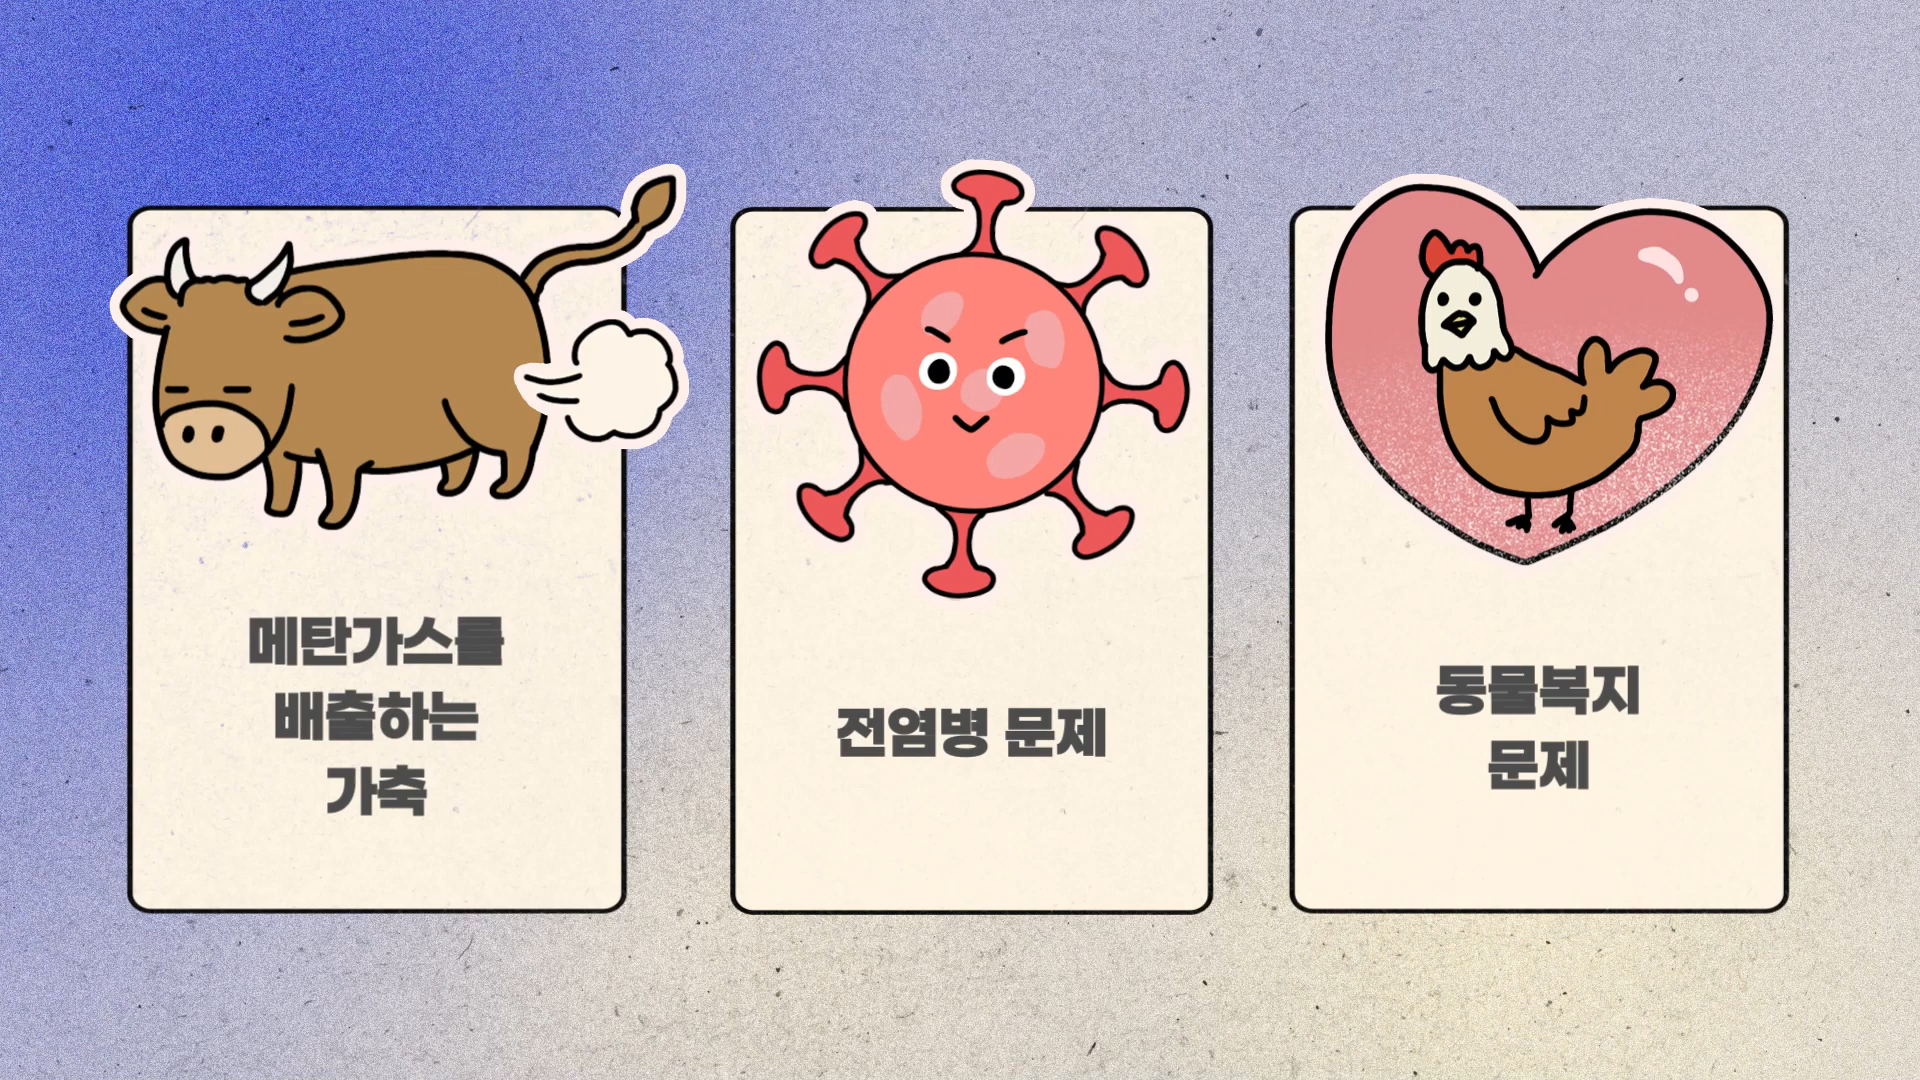 메탄가스를
배출하는
가축
전염병 문제
동물복지
문제